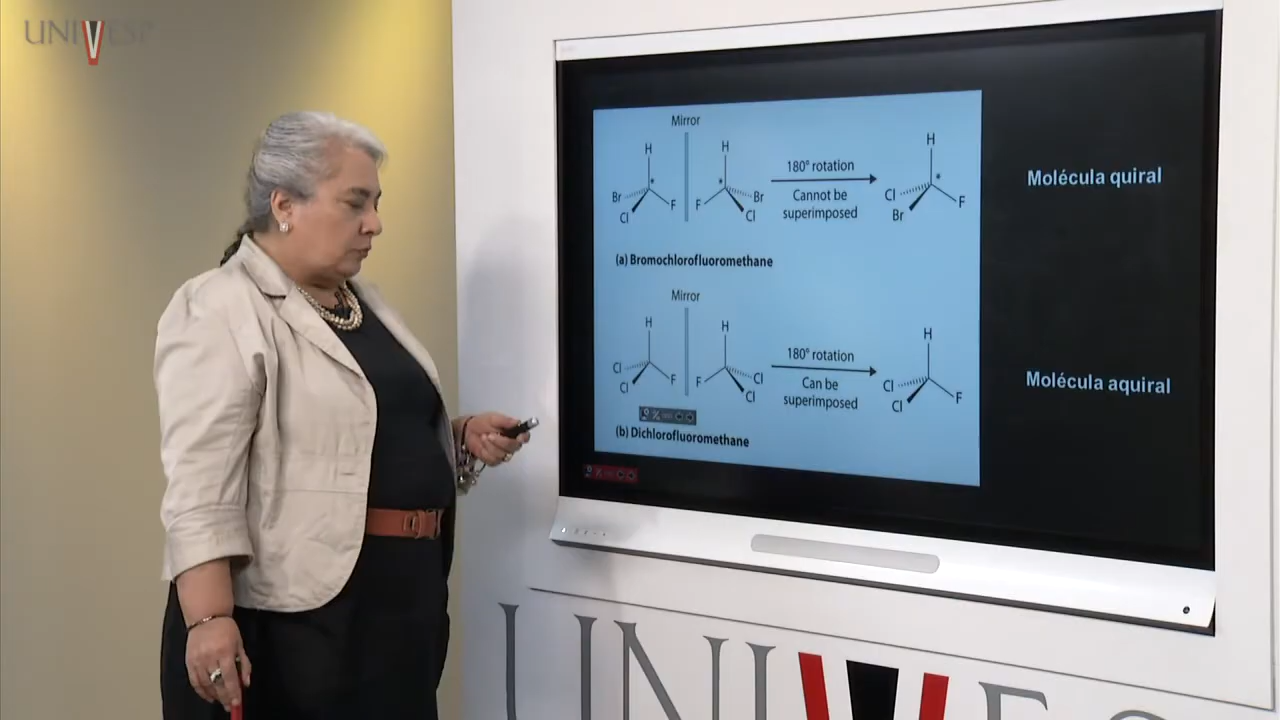 UNIVESP
Mirror
H H H
* * *
Br F F Br Cl F
Cl Cl Br
180° rotation
Cannot be
superimposed
Molécula quiral
(a) Bromochlorofluoromethane
Mirror
H H H
Cl F F Cl Cl F
Cl Cl Cl
180° rotation
Can be
superimposed
Molécula aquiral
(b) Dichlorofluoromethane
UNIVES